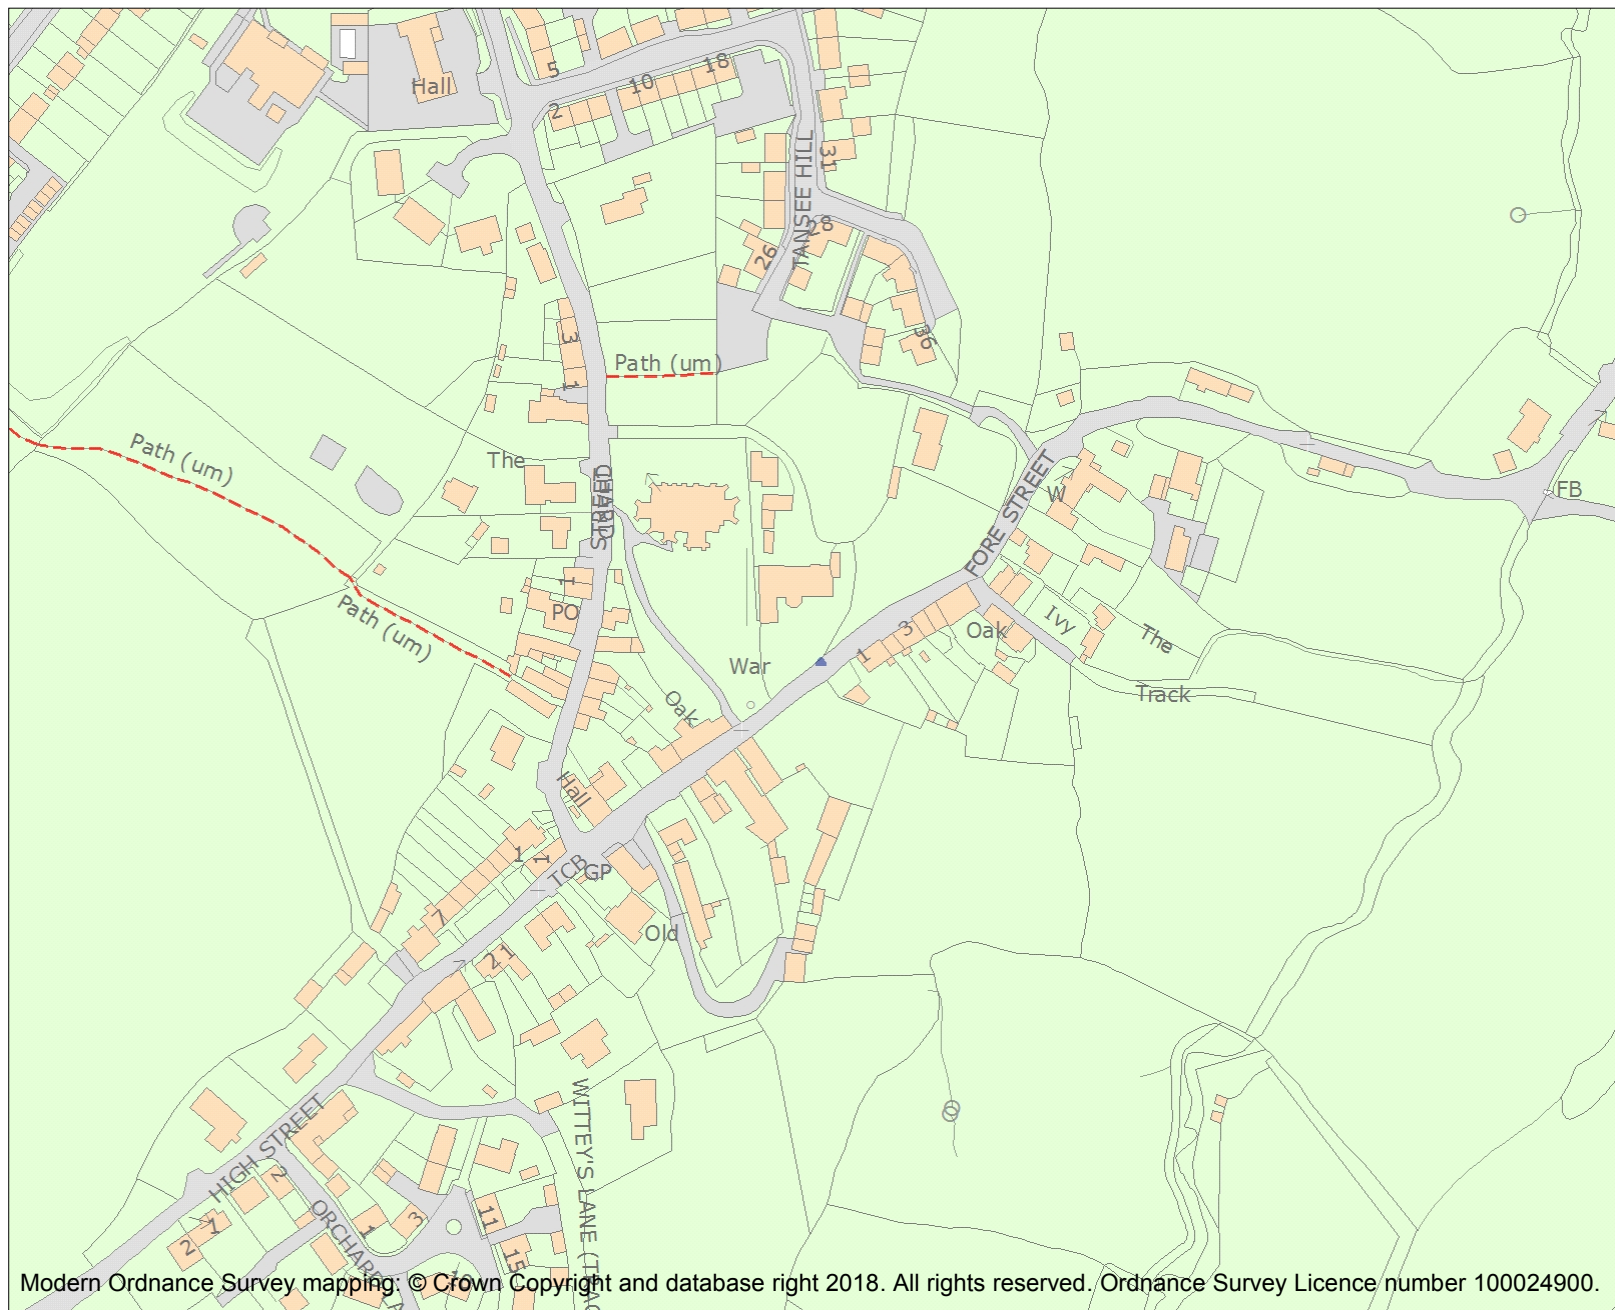 5
18
10
Hall
2
TANSEE HILL
31
28
26
3
36
Path (um)
1
Path (um)
The
FORE STREET
W
FB
1
PO
Path (um)
Ivy
3
Oak
The
1
War
Oak
Track
Hall
1
1
TCB
GP
7
Old
21
WITTEY'S LANE (TRAC
HIGH STREET
2
ORCHARD LA
1
3
11
1
2
15
Modern Ordnance Survey mapping: © Crown Copyright and database right 2018. All rights reserved. Ordnance Survey Licence number 100024900.